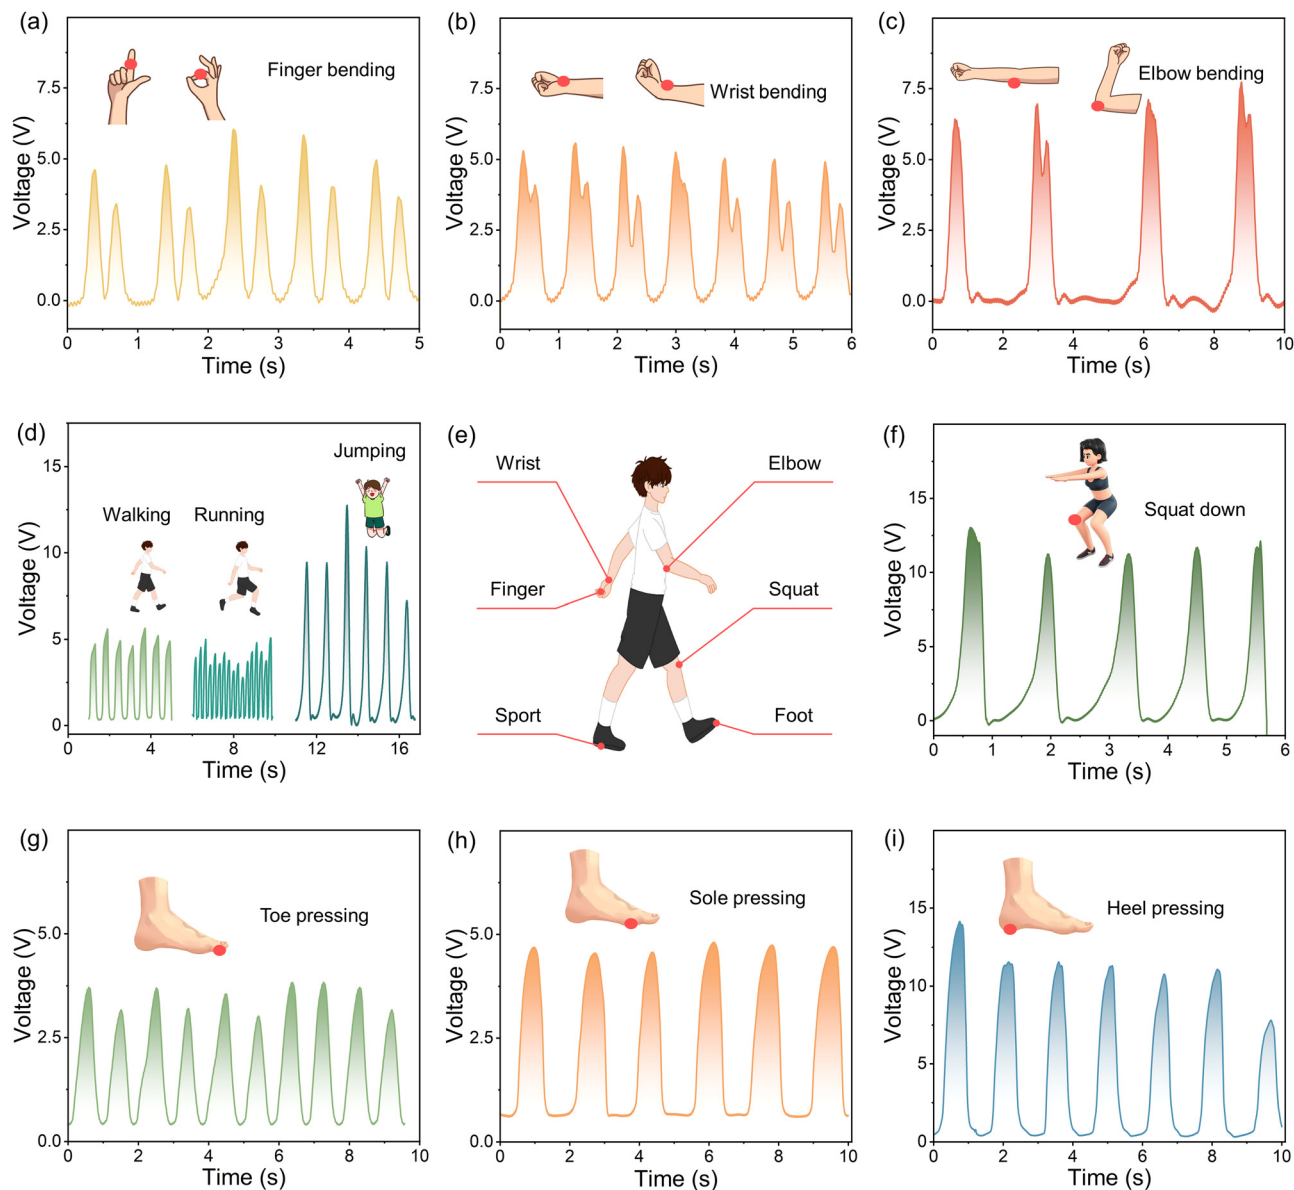 (a)
Finger bending
Voltage (V)
7.5
5.0
2.5
0.0
0 1 2 3 4 5
Time (s)
(b)
Wrist bending
Voltage (V)
7.5
5.0
2.5
0.0
0 1 2 3 4 5 6
Time (s)
(c)
Elbow bending
Voltage (V)
7.5
5.0
2.5
0.0
0 2 4 6 8 10
Time (s)
(d)
Jumping
Walking Running
Voltage (V)
15
10
5
0
0 4 8 12 16
Time (s)
(e)
Wrist Elbow
Finger Squat
Sport Foot
(f)
Squat down
Voltage (V)
15
10
5
0
0 1 2 3 4 5 6
Time (s)
(g)
Toe pressing
Voltage (V)
5.0
2.5
0.0
0 2 4 6 8 10
Time (s)
(h)
Sole pressing
Voltage (V)
5.0
2.5
0.0
0 2 4 6 8 10
Time (s)
(i)
Heel pressing
Voltage (V)
15
10
5
0
0 2 4 6 8 10
Time (s)